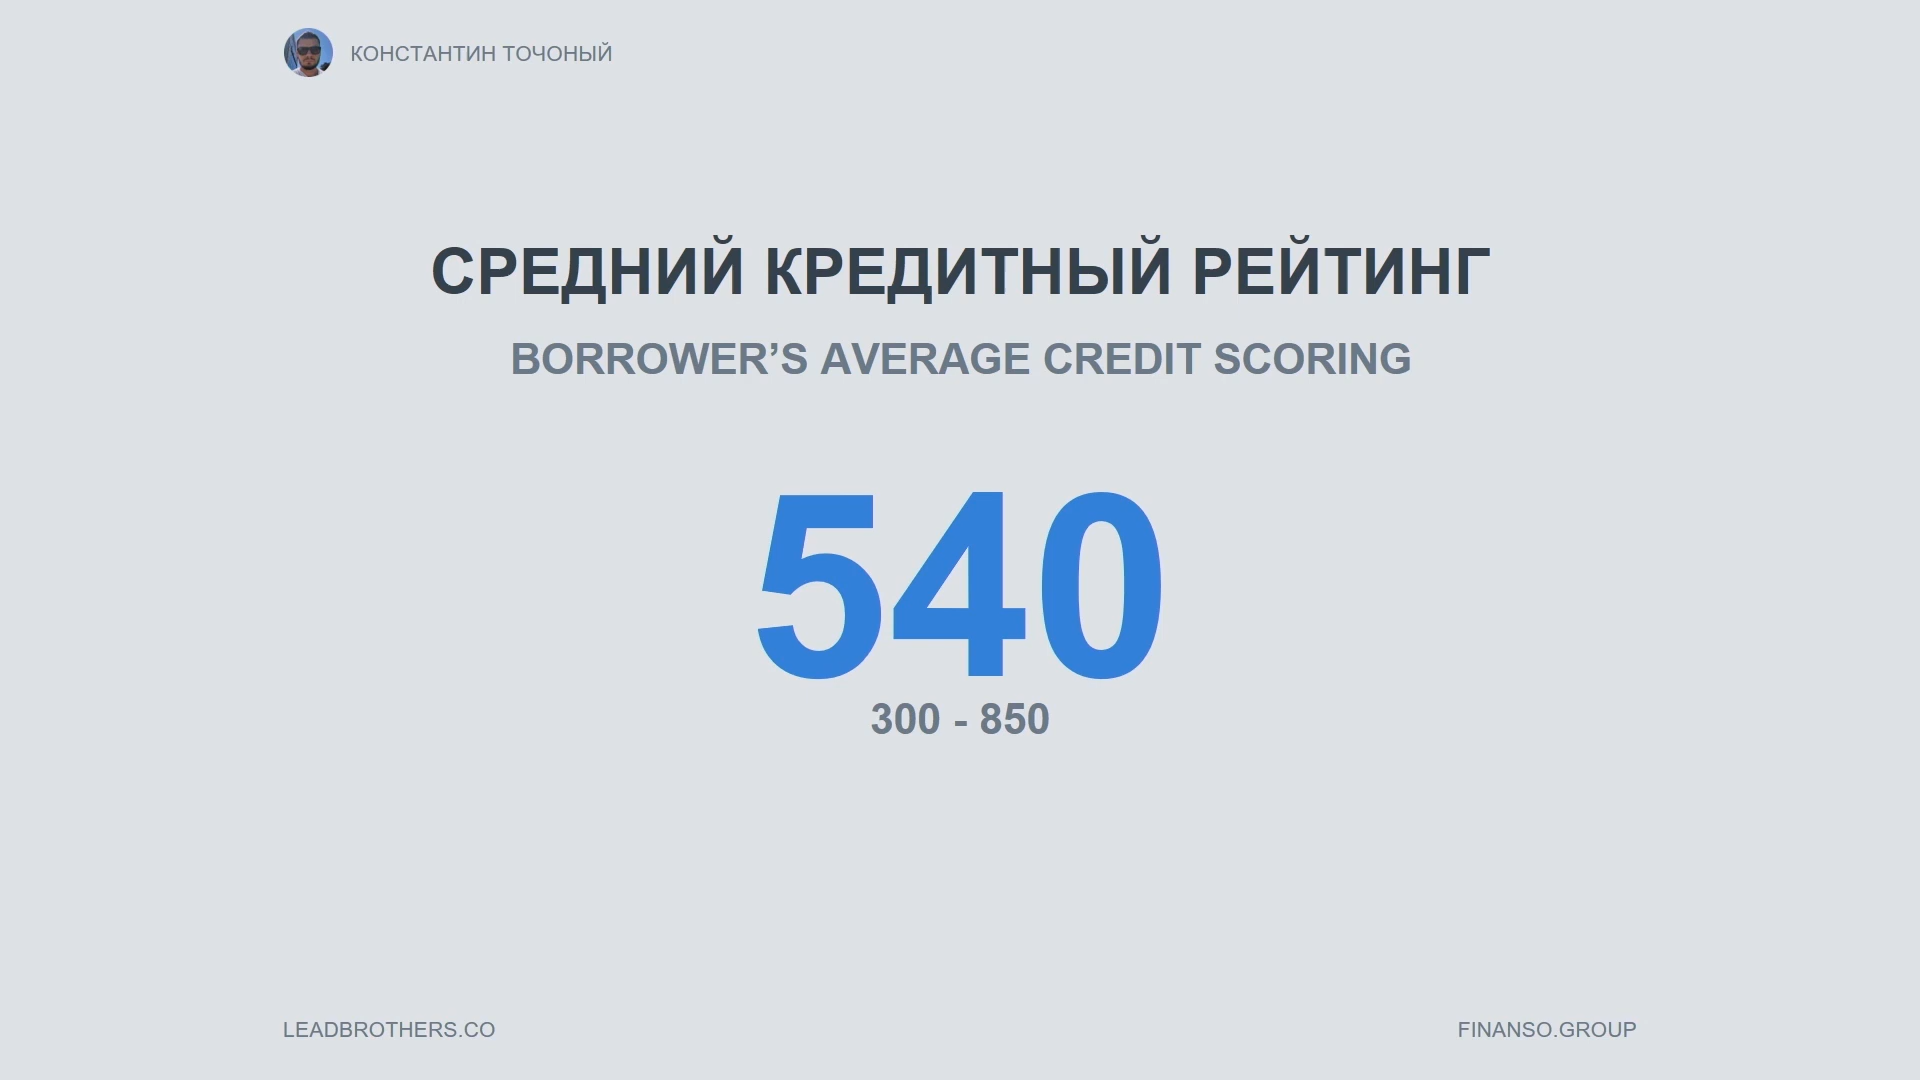 КОНСТАНТИН ТОЧОНЫЙ
СРЕДНИЙ КРЕДИТНЫЙ РЕЙТИНГ
BORROWER’S AVERAGE CREDIT SCORING
540
300 - 850
LEADBROTHERS.CO
FINANSO.GROUP